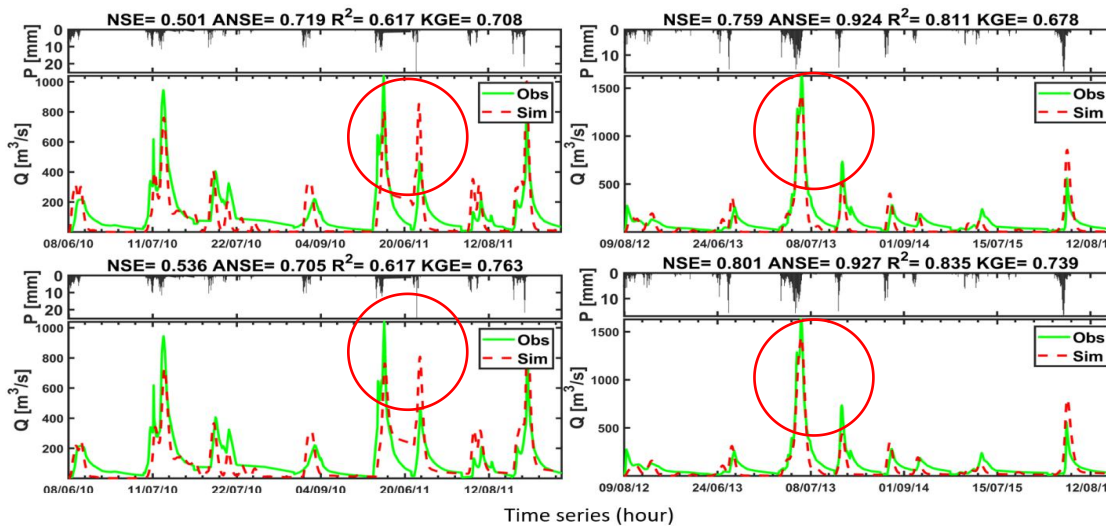 NSE= 0.501 ANSE= 0.719 R² = 0.617 KGE= 0.708
P [mm]
0
10
20
Q [m³/s]
1000
800
600
400
200
Obs
Sim
08/06/10 11/07/10 22/07/10 04/09/10 20/06/11 12/08/11
NSE= 0.759 ANSE= 0.924 R² = 0.811 KGE= 0.678
P [mm]
0
10
Q [m³/s]
1500
1000
500
Obs
Sim
09/08/12 24/06/13 08/07/13 01/09/14 15/07/15 12/08/
NSE= 0.536 ANSE= 0.705 R² = 0.617 KGE= 0.763
P [mm]
0
10
20
Q [m³/s]
1000
800
600
400
200
Obs
Sim
08/06/10 11/07/10 22/07/10 04/09/10 20/06/11 12/08/11
NSE= 0.801 ANSE= 0.927 R² = 0.835 KGE= 0.739
P [mm]
0
10
Q [m³/s]
1500
1000
500
Obs
Sim
09/08/12 24/06/13 08/07/13 01/09/14 15/07/15 12/08/
Time series (hour)